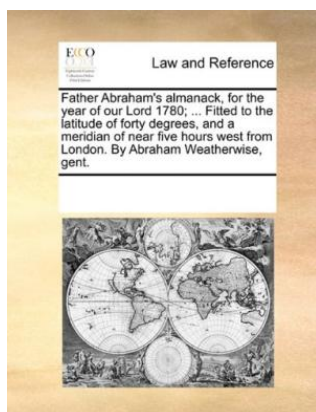 ECCO
Law and Reference
Father Abraham's almanack, for the
year of our Lord 1780; ... Fitted to the
latitude of forty degrees, and a
meridian of near five hours west from
London. By Abraham Weatherwise,
gent.